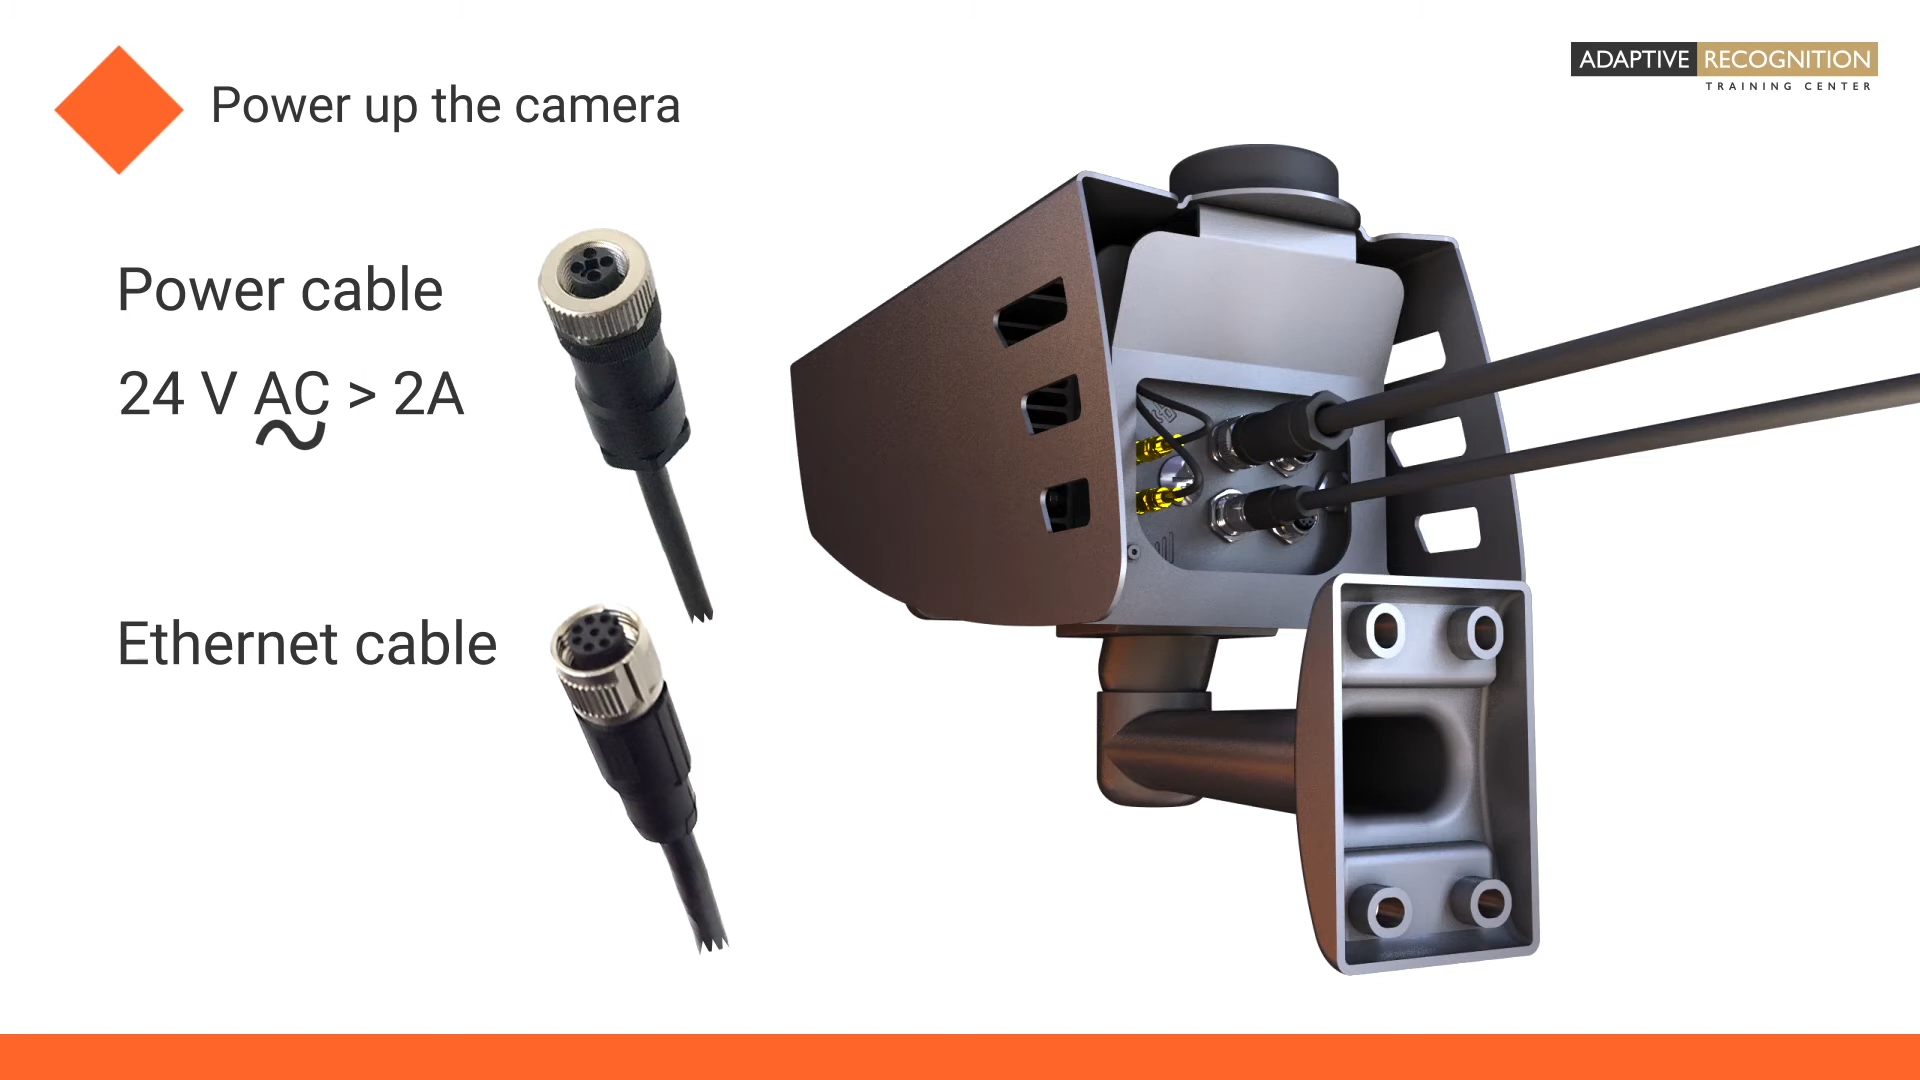 Power up the camera
ADAPTIVE RECOGNITION
TRAINING CENTER
Power cable
24 V AC > 2A
Ethernet cable